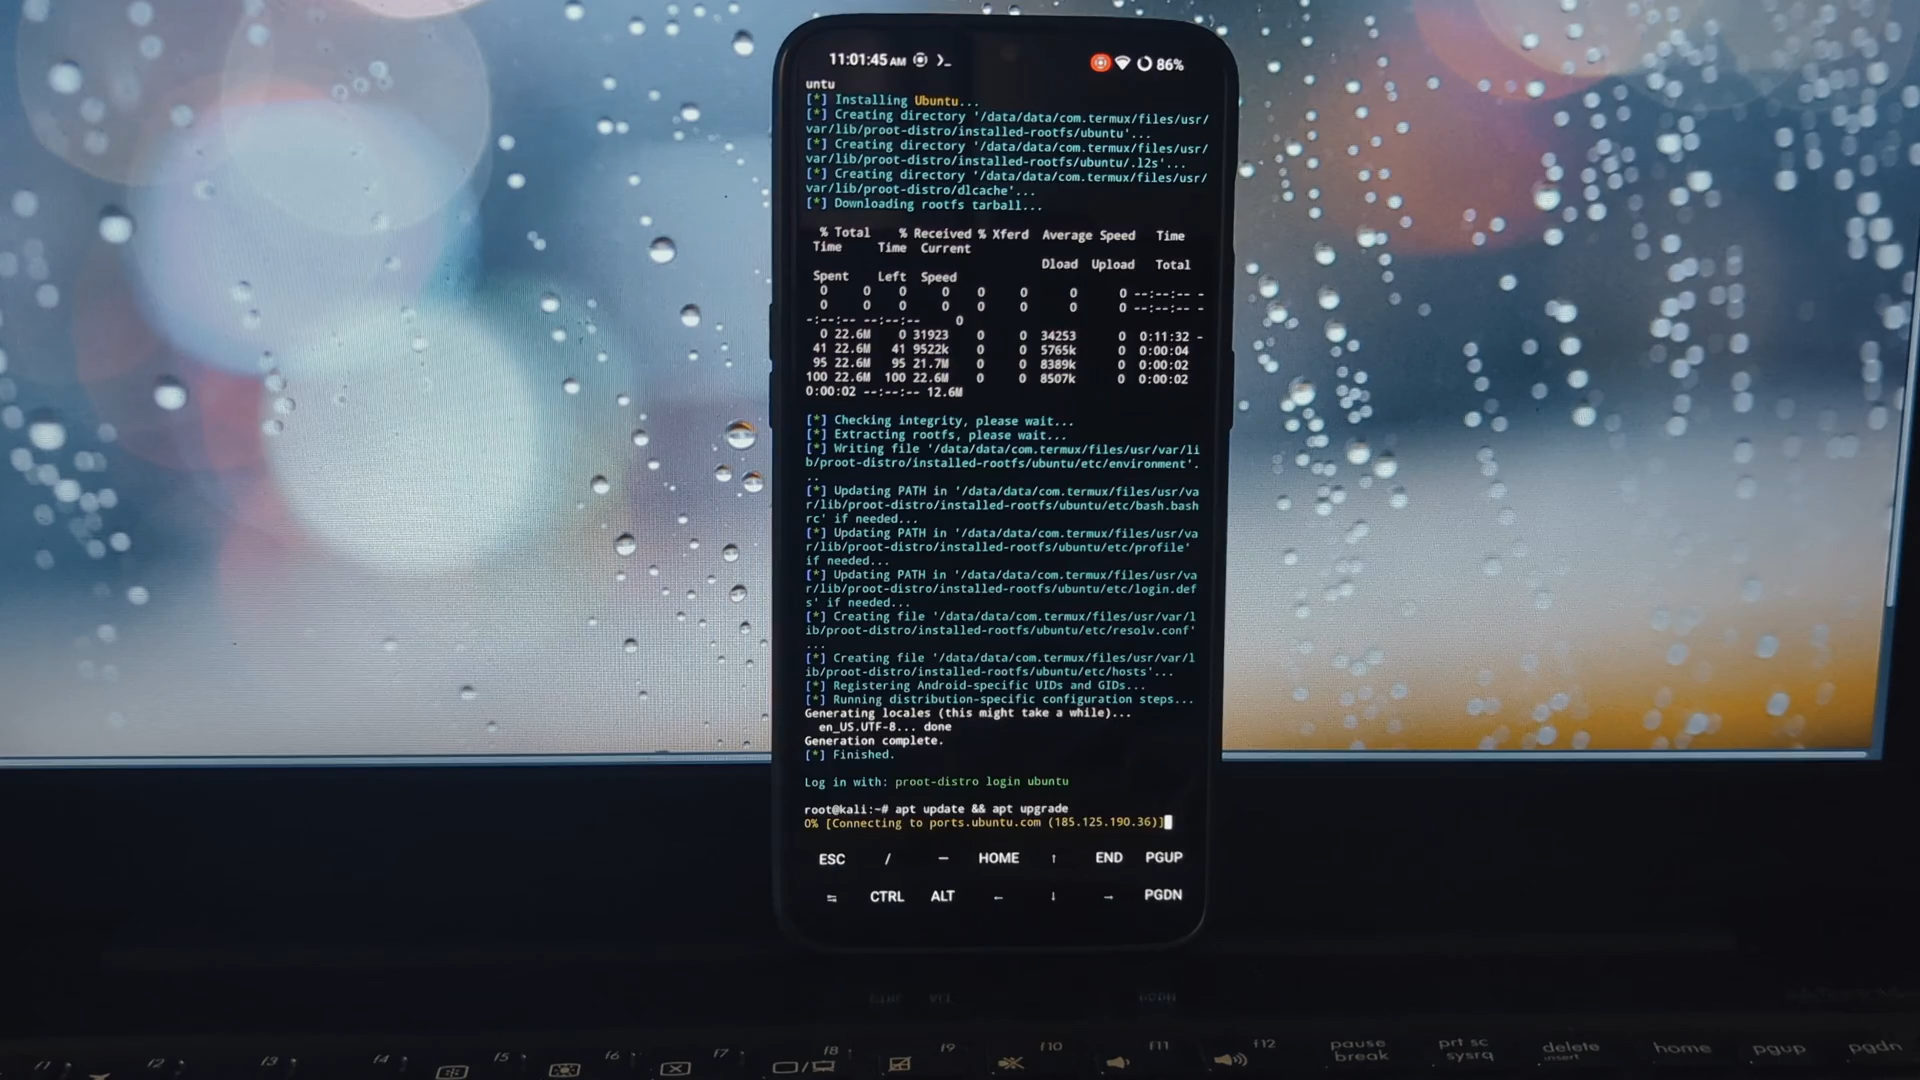 11:01:45 AM >_ 86%
untu
[*] Installing Ubuntu...
[*] Creating directory '/data/data/com.termux/files/usr/
var/lib/proot-distro/installed-rootfs/ubuntu'...
[*] Creating directory '/data/data/com.termux/files/usr/
var/lib/proot-distro/installed-rootfs/ubuntu/.l2s'...
[*] Creating directory '/data/data/com.termux/files/usr/
var/lib/proot-distro/dlcache'...
[*] Downloading rootfs tarball...
% Total % Received % Xferd Average Speed Time
Time Time Current
Dload Upload Total
Spent Left Speed
0 0 0 0 0 0 0 0 --:--:-- -
0 0 0 0 0 0 0 0 --:--:-- -
-:--:-- --:--:-- 0
0 22.6M 0 31923 0 0 34253 0 0:11:32 -
41 22.6M 41 9522k 0 0 5765k 0 0:00:04
95 22.6M 95 21.7M 0 0 8389k 0 0:00:02
100 22.6M 100 22.6M 0 0 8507k 0 0:00:02
0:00:02 --:--:-- 12.6M
[*] Checking integrity, please wait...
[*] Extracting rootfs, please wait...
[*] Writing file '/data/data/com.termux/files/usr/var/li
b/proot-distro/installed-rootfs/ubuntu/etc/environment'.
..
[*] Updating PATH in '/data/data/com.termux/files/usr/va
r/lib/proot-distro/installed-rootfs/ubuntu/etc/bash.bash
rc' if needed...
[*] Updating PATH in '/data/data/com.termux/files/usr/va
r/lib/proot-distro/installed-rootfs/ubuntu/etc/profile'
if needed...
[*] Updating PATH in '/data/data/com.termux/files/usr/va
r/lib/proot-distro/installed-rootfs/ubuntu/etc/login.def
s' if needed...
[*] Creating file '/data/data/com.termux/files/usr/var/l
ib/proot-distro/installed-rootfs/ubuntu/etc/resolv.conf'
...
[*] Creating file '/data/data/com.termux/files/usr/var/l
ib/proot-distro/installed-rootfs/ubuntu/etc/hosts'...
[*] Registering Android-specific UIDs and GIDs...
[*] Running distribution-specific configuration steps...
Generating locales (this might take a while)...
en_US.UTF-8... done
Generation complete.
[*] Finished.
Log in with: proot-distro login ubuntu
root@kali:~# apt update && apt upgrade
0% [Connecting to ports.ubuntu.com (185.125.190.36)]
ESC / — HOME ↑ END PGUP
⇆ CTRL ALT ← ↓ → PGDN
f1 f2 f3 f4 f5 f6 f7 f8 f9 f10 f11 f12 pause break prt sc sysrq delete insert home pgup pgdn